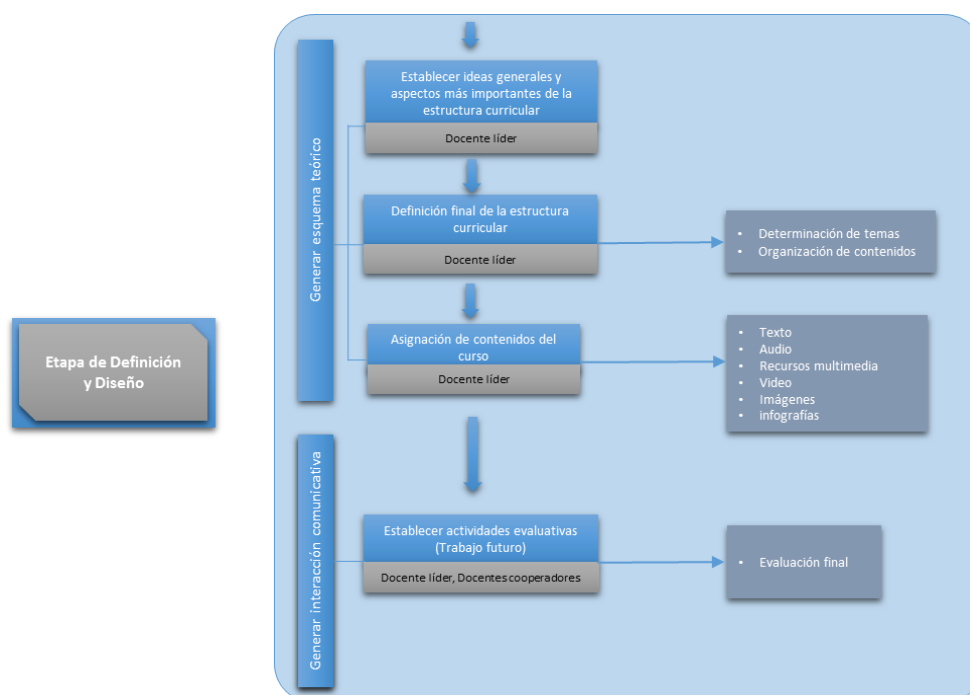 Etapa de Definición
y Diseño
Generar esquema teórico
Establecer ideas generales y
aspectos más importantes de la
estructura curricular
Docente líder
Definición final de la estructura
curricular
Docente líder
• Determinación de temas
• Organización de contenidos
Asignación de contenidos del
curso
Docente líder
• Texto
• Audio
• Recursos multimedia
• Video
• Imágenes
• infografías
Generar interacción comunicativa
Establecer actividades evaluativas
(Trabajo futuro)
Docente líder, Docentes cooperadores
• Evaluación final